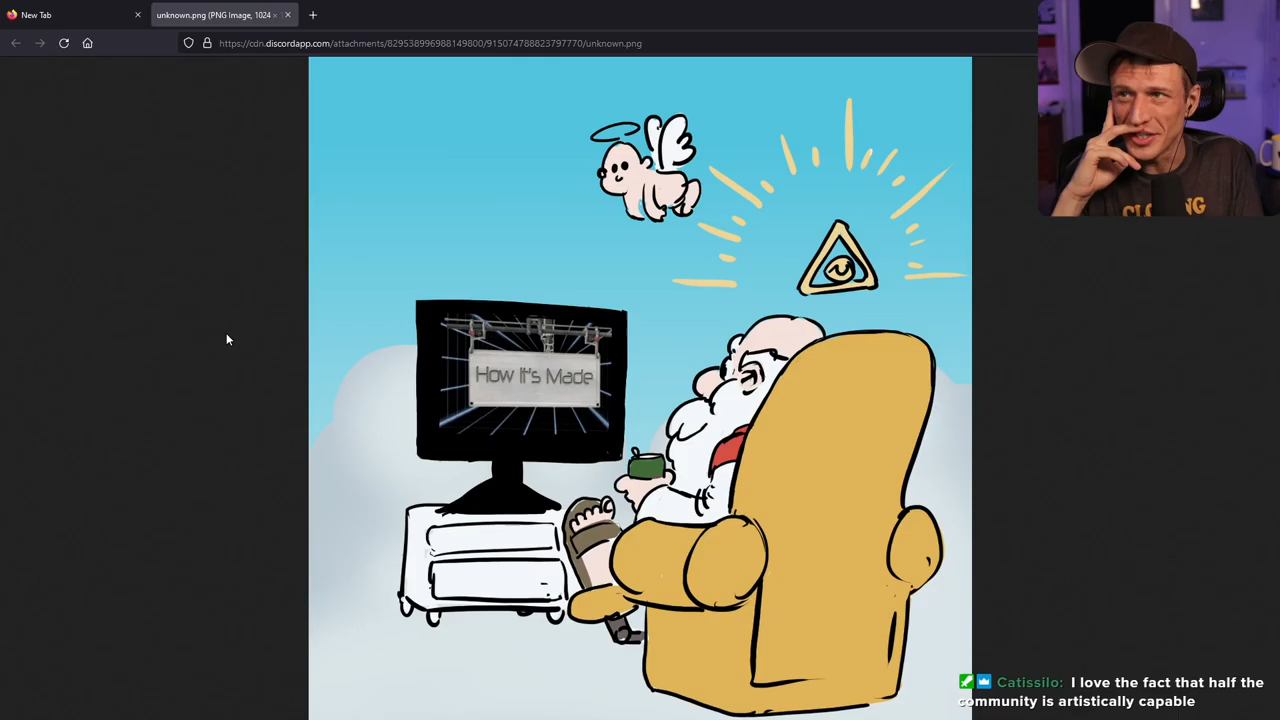 New Tab
unknown.png (PNG Image, 1024 ×
https://cdn.discordapp.com/attachments/829538996988149800/915074788823797770/unknown.png
How It's Made
Catissilo: I love the fact that half the
community is artistically capable